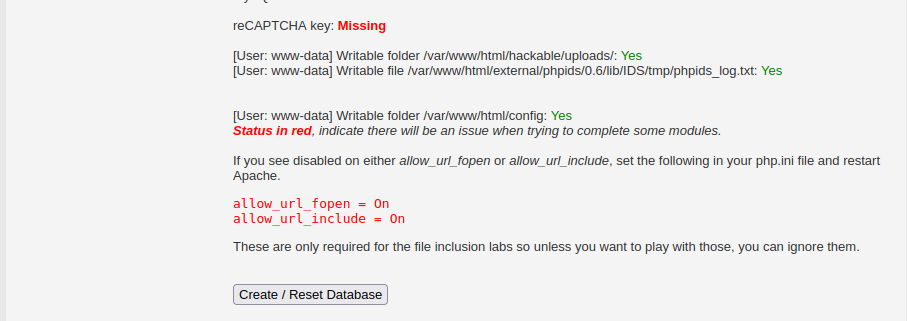 reCAPTCHA key: Missing
[User: www-data] Writable folder /var/www/html/hackable/uploads/: Yes
[User: www-data] Writable file /var/www/html/external/phpids/0.6/lib/IDS/tmp/phpids_log.txt: Yes
[User: www-data] Writable folder /var/www/html/config: Yes
Status in red, indicate there will be an issue when trying to complete some modules.
If you see disabled on either allow_url_fopen or allow_url_include, set the following in your php.ini file and restart
Apache.
allow_url_fopen = On
allow_url_include = On
These are only required for the file inclusion labs so unless you want to play with those, you can ignore them.
Create / Reset Database